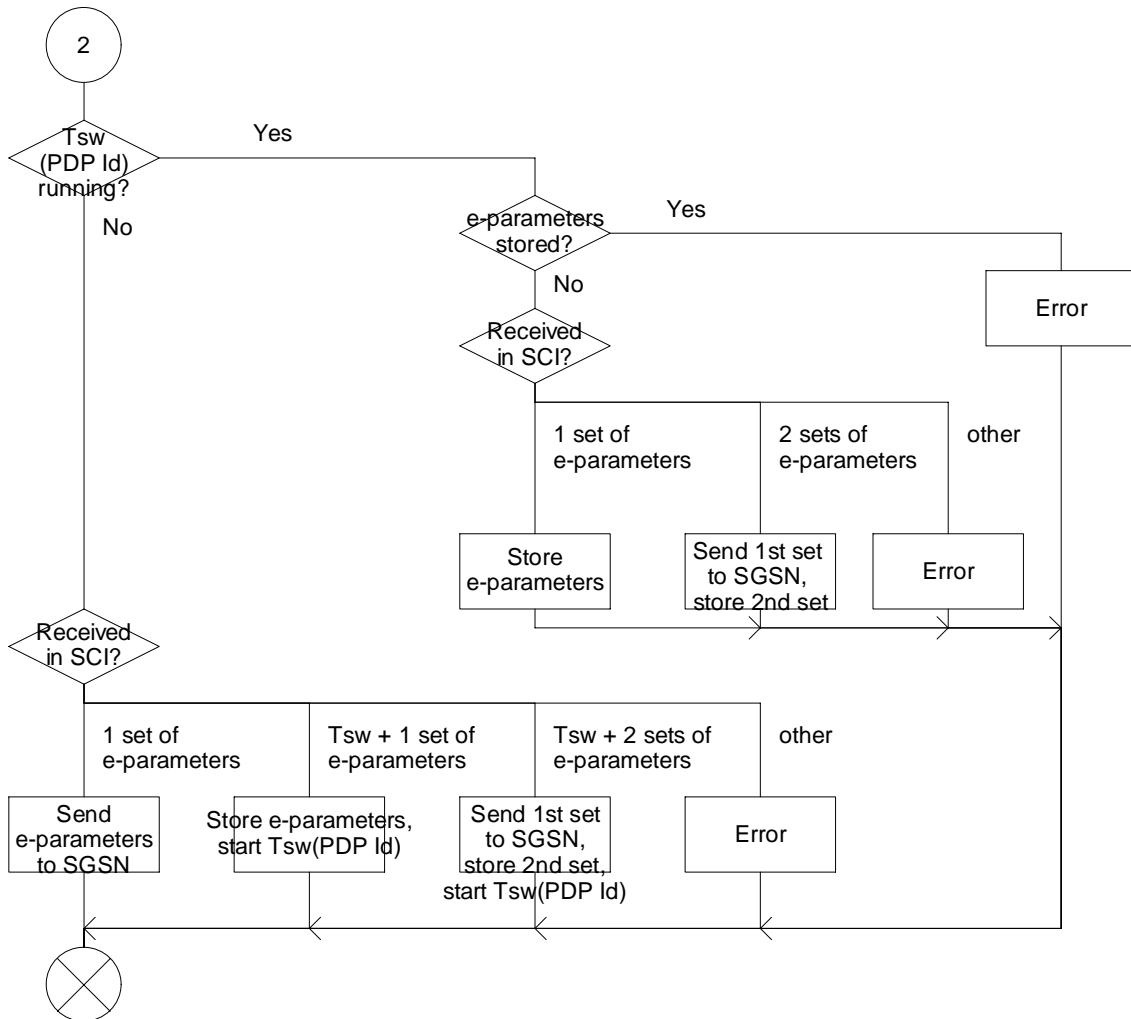 2
Tsw
(PDP Id)
running?
Yes
No
e-parameters
stored?
Yes
No
Error
Received
in SCI?
1 set of
e-parameters
2 sets of
e-parameters
other
Store
e-parameters
Send 1st set
to SGSN,
store 2nd set
Error
Received
in SCI?
1 set of
e-parameters
Tsw + 1 set of
e-parameters
Tsw + 2 sets of
e-parameters
other
Send
e-parameters
to SGSN
Store e-parameters,
start Tsw(PDP Id)
Send 1st set
to SGSN,
store 2nd set,
start Tsw(PDP Id)
Error